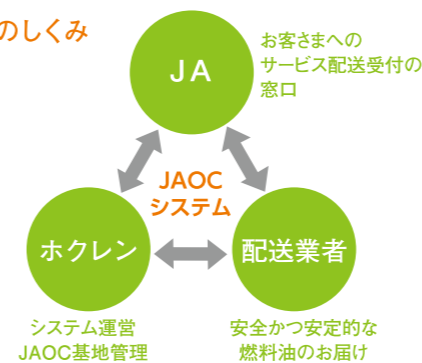 のしくみ
JA
お客さまへの
サービス配送受付の
窓口
JAOC
システム
ホクレン
配送業者
システム運営
JAOC基地管理
安全かつ安定的な
燃料油のお届け